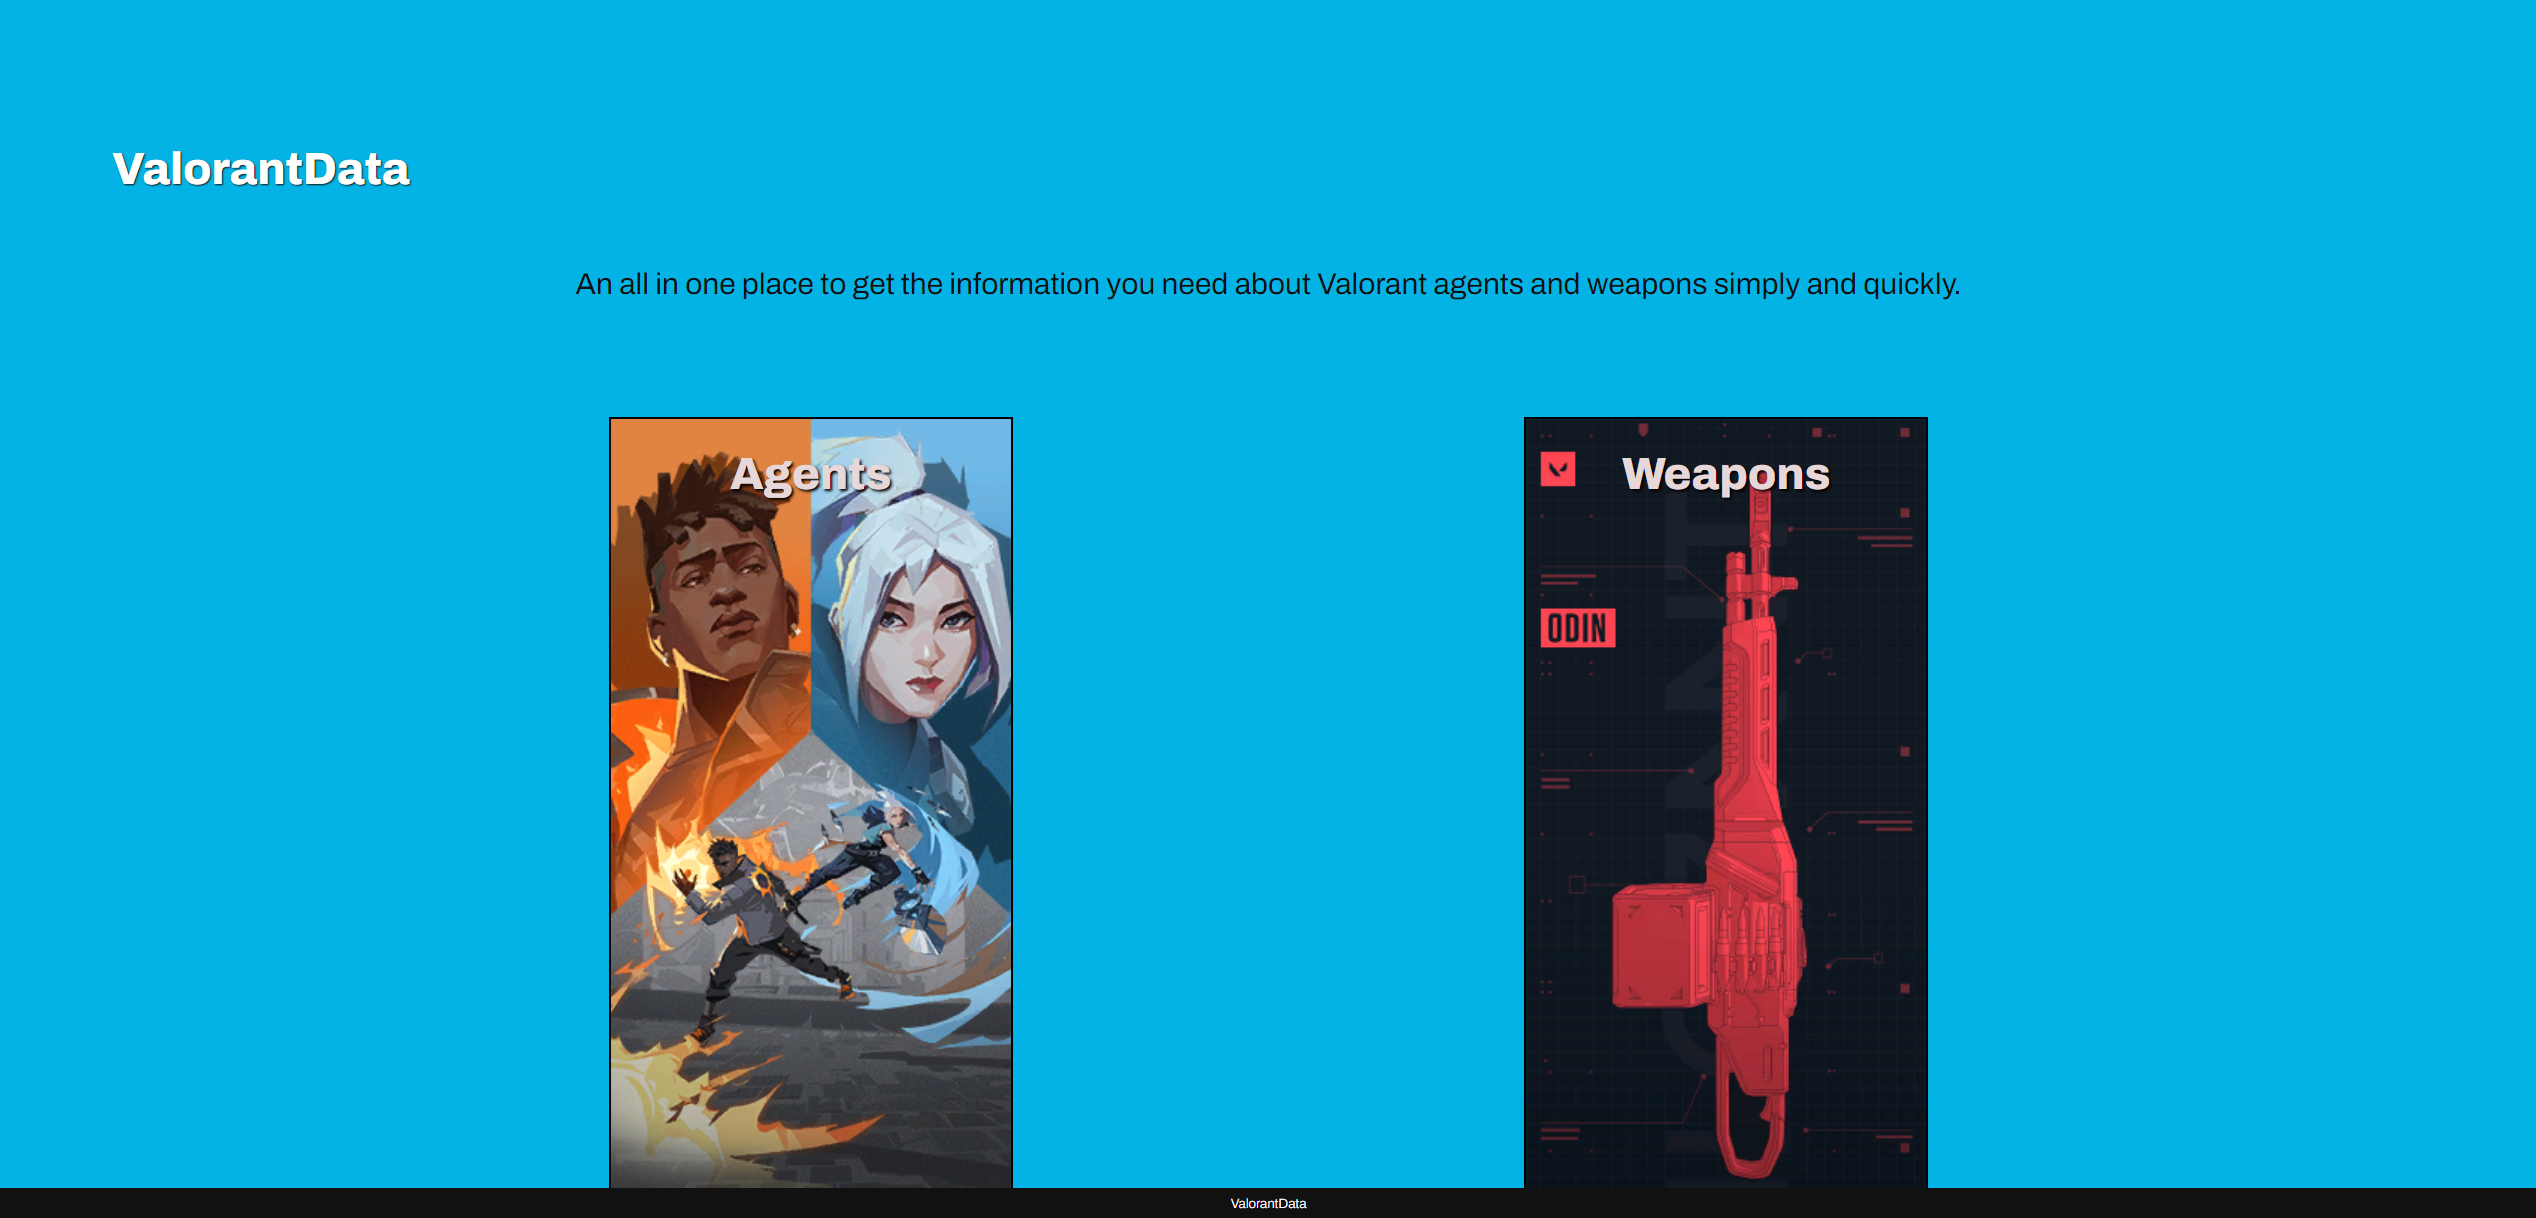 ValorantData
An all in one place to get the information you need about Valorant agents and weapons simply and quickly.
Agents
Weapons
ODIN
ValorantData